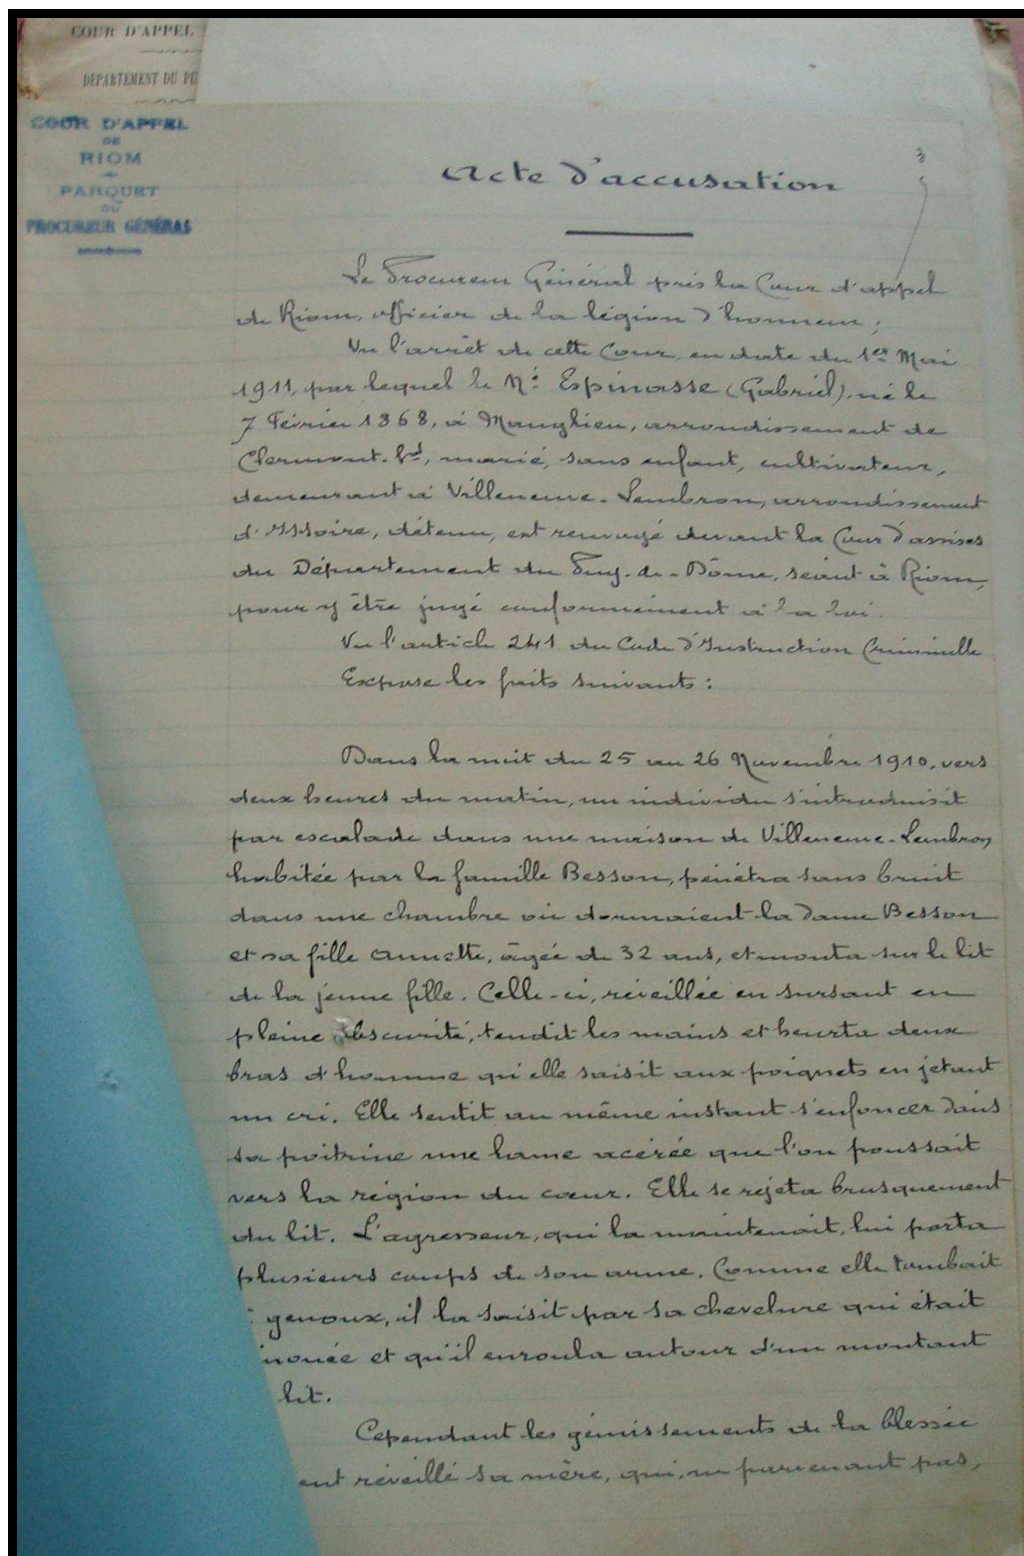 COUR D'APPEL
DÉPARTEMENT DU PU
COUR D'APPEL
DE
RIOM
PARQUET
DU
PROCUREUR GÉNÉRAL
Acte d'accusation
Le Procureur Général près la Cour d'appel
de Riom, officier de la légion d'honneur ;
Vu l'arrêt de cette Cour, en date du 1er Mai
1911, par lequel le Né Espinasse (Gabriel), né le
7 Février 1868, à Manglieu, arrondissement de
Clermont-Fd, marié, sans enfant, cultivateur,
demeurant à Villeneuve-Lembron, arrondissement
d'Issoire, détenu, est renvoyé devant la Cour d'assises
du Département du Puy-de-Dôme, séant à Riom,
pour y être jugé conformément à la loi.
Vu l'article 241 du Code d'Instruction Criminelle
Expose les faits suivants :
Dans la nuit du 25 au 26 Novembre 1910, vers
deux heures du matin, un individu s'introduisit
par escalade dans une maison de Villeneuve-Lembron
habitée par la famille Besson, pénétra sans bruit
dans une chambre où dormaient la dame Besson
et sa fille Annette, âgée de 32 ans, et monta sur le lit
de la jeune fille. Celle-ci, réveillée en sursaut en
pleine obscurité, tendit les mains et heurta deux
bras d'homme qu'elle saisit aux poignets en jetant
un cri. Elle sentit au même instant s'enfoncer dans
sa poitrine une lame acérée que l'on poussait
vers la région du cœur. Elle se rejeta brusquement
du lit. L'agresseur, qui la maintenait, lui porta
plusieurs coups de son arme. Comme elle tombait
genoux, il la saisit par sa chevelure qui était
nouée et qu'il enroula autour d'un montant
lit.
Cependant les gémissements de la blessée
ent réveillé sa mère, qui, ne parvenant pas,